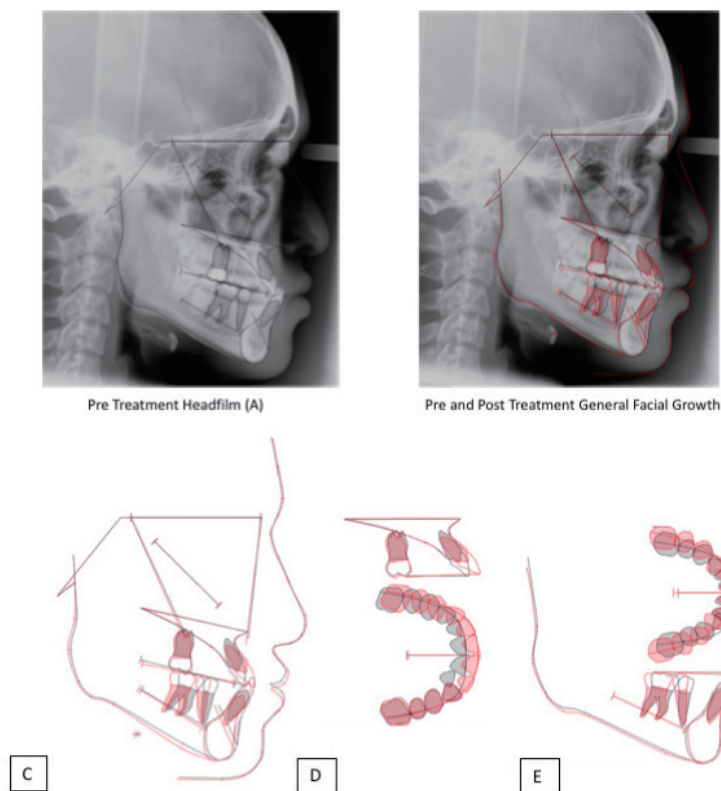 Pre Treatment Headfilm (A)
Pre and Post Treatment General Facial Growth
C
D
E